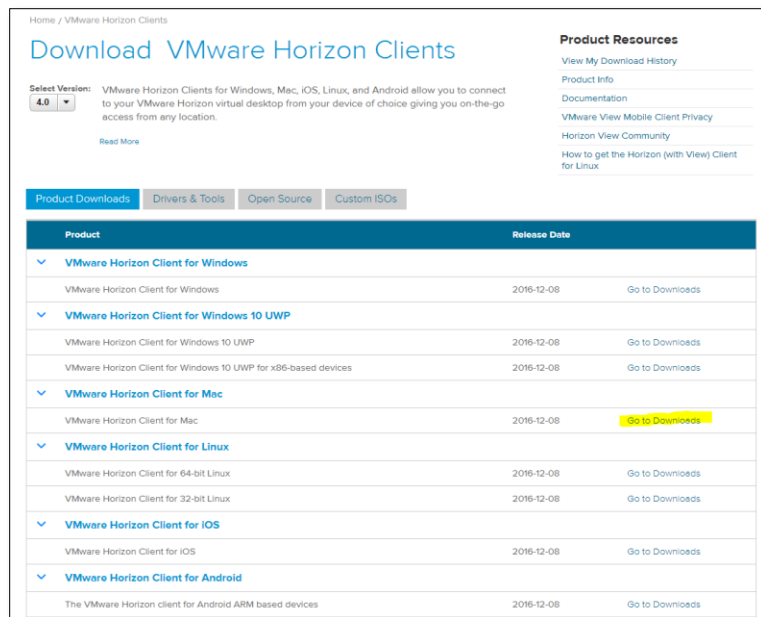 Home / VMware Horizon Clients
Download VMware Horizon Clients
Select Version:
4.0
VMware Horizon Clients for Windows, Mac, iOS, Linux, and Android allow you to connect
to your VMware Horizon virtual desktop from your device of choice giving you on-the-go
access from any location.
Read More
Product Resources
View My Download History
Product Info
Documentation
VMware View Mobile Client Privacy
Horizon View Community
How to get the Horizon (with View) Client
for Linux
Product Downloads Drivers & Tools Open Source Custom ISOs
Product Release Date
VMware Horizon Client for Windows
VMware Horizon Client for Windows 2016-12-08 Go to Downloads
VMware Horizon Client for Windows 10 UWP
VMware Horizon Client for Windows 10 UWP 2016-12-08 Go to Downloads
VMware Horizon Client for Windows 10 UWP for x86-based devices 2016-12-08 Go to Downloads
VMware Horizon Client for Mac
VMware Horizon Client for Mac 2016-12-08 Go to Downloads
VMware Horizon Client for Linux
VMware Horizon Client for 64-bit Linux 2016-12-08 Go to Downloads
VMware Horizon Client for 32-bit Linux 2016-12-08 Go to Downloads
VMware Horizon Client for iOS
VMware Horizon Client for iOS 2016-12-08 Go to Downloads
VMware Horizon Client for Android
The VMware Horizon client for Android ARM based devices 2016-12-08 Go to Downloads